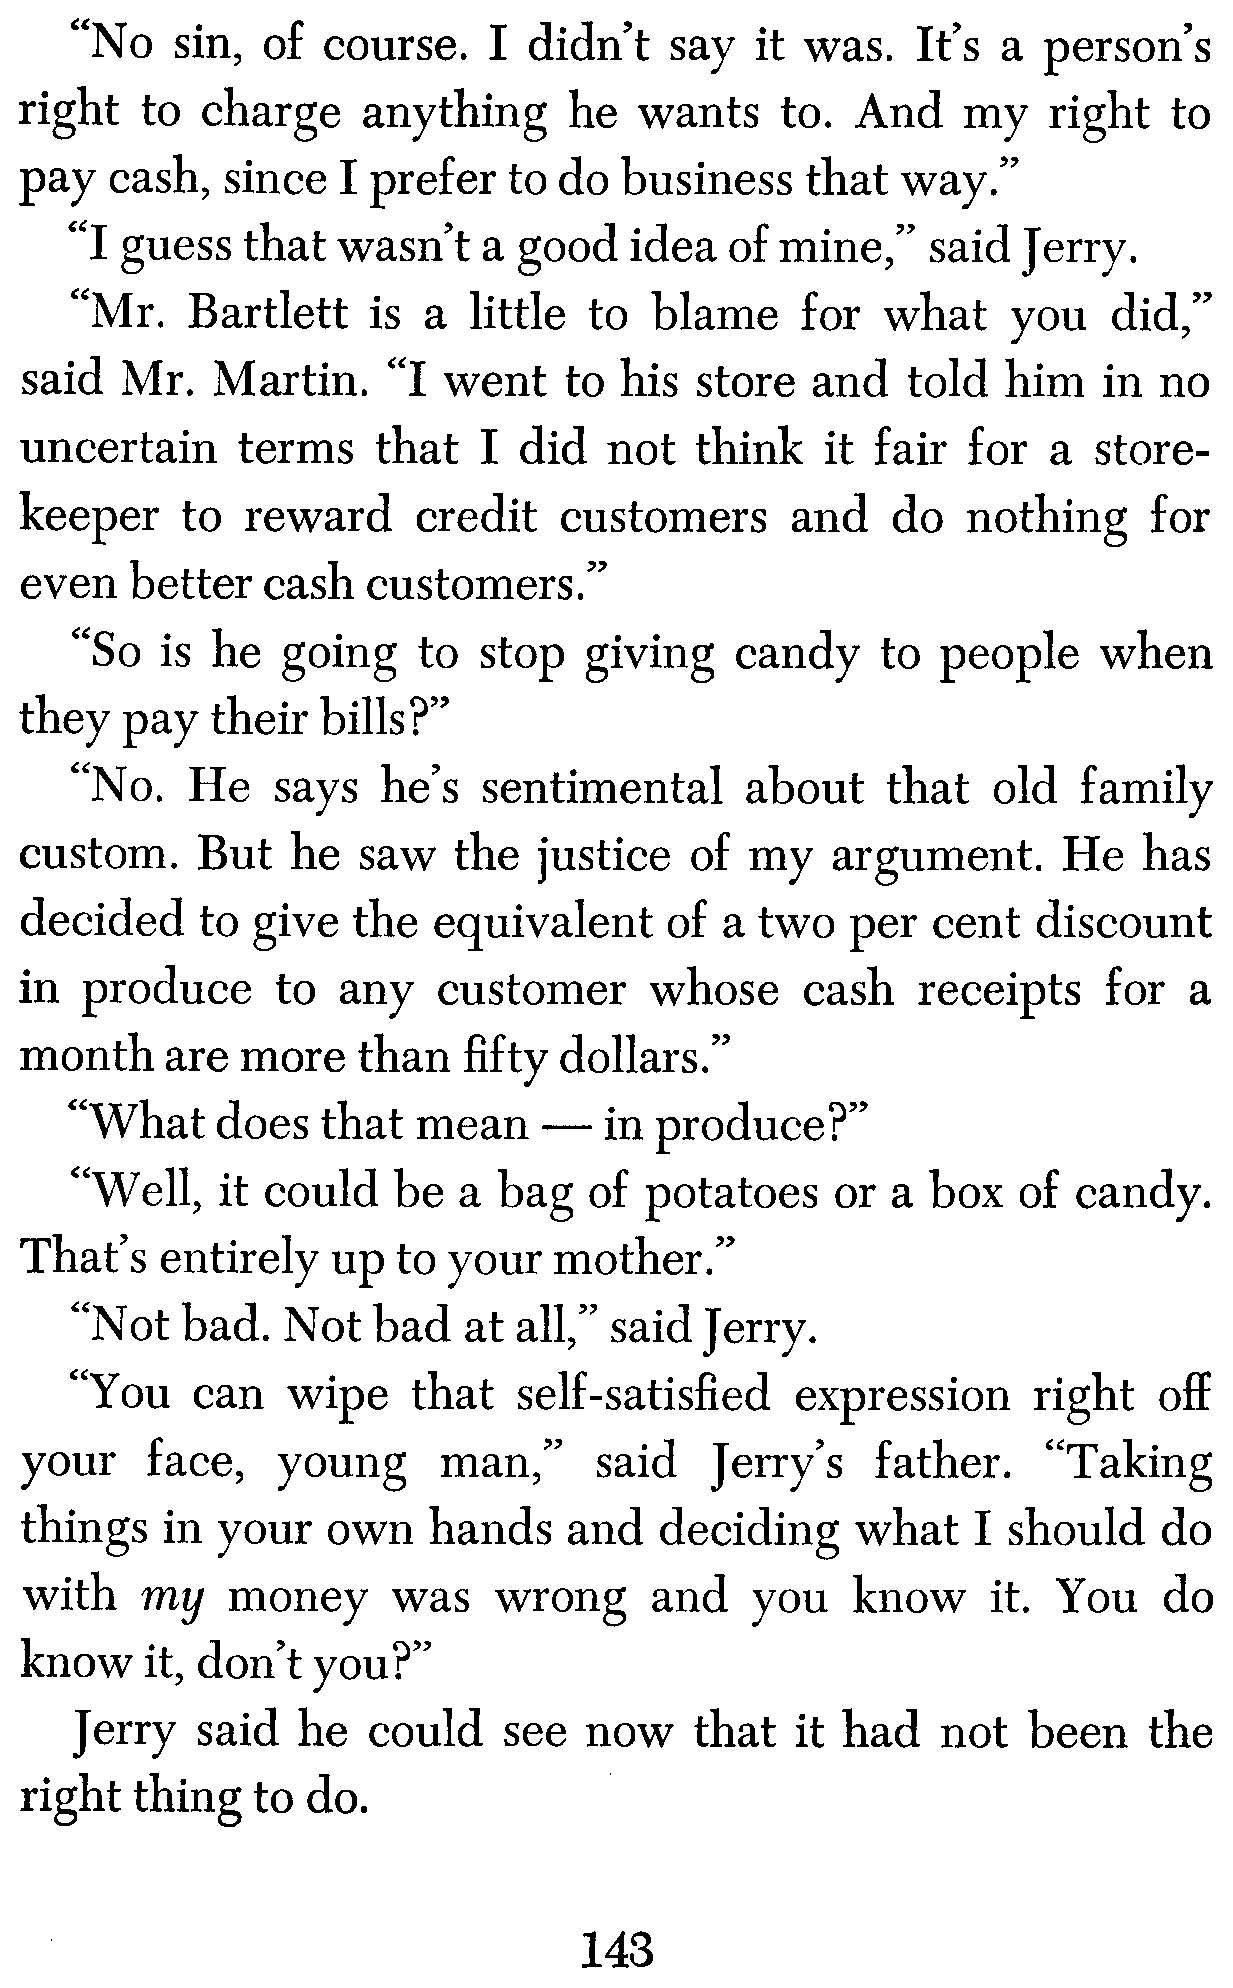 “No sin, of course. I didn’t say it was. It’s a person’s
right to charge anything he wants to. And my right to
pay cash, since I prefer to do business that way.”
“I guess that wasn’t a good idea of mine,” said Jerry.
“Mr. Bartlett is a little to blame for what you did,”
said Mr. Martin. “I went to his store and told him in no
uncertain terms that I did not think it fair for a store-
keeper to reward credit customers and do nothing for
even better cash customers.”
“So is he going to stop giving candy to people when
they pay their bills?”
“No. He says he’s sentimental about that old family
custom. But he saw the justice of my argument. He has
decided to give the equivalent of a two per cent discount
in produce to any customer whose cash receipts for a
month are more than fifty dollars.”
“What does that mean — in produce?”
“Well, it could be a bag of potatoes or a box of candy.
That’s entirely up to your mother.”
“Not bad. Not bad at all,” said Jerry.
“You can wipe that self-satisfied expression right off
your face, young man,” said Jerry’s father. “Taking
things in your own hands and deciding what I should do
with my money was wrong and you know it. You do
know it, don’t you?”
Jerry said he could see now that it had not been the
right thing to do.
143